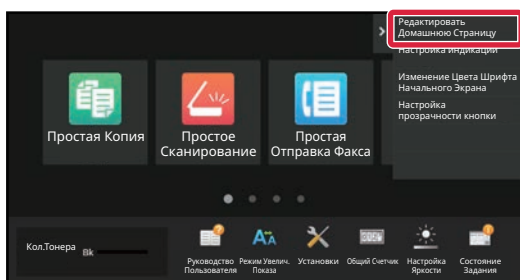 Редактировать
Домашнюю Страницу
Настройка индикации
Изменение Цвета Шрифта
Начального Экрана
Настройка
прозрачности кнопки
Простая Копия
Простое
Сканирование
Простая
Отправка Факса
Кол.Тонера
Bk
Руководство
Пользователя
Режим Увелич.
Показа
Установки
Общий Счетчик
Настройка
Яркости
Состояние
Задания